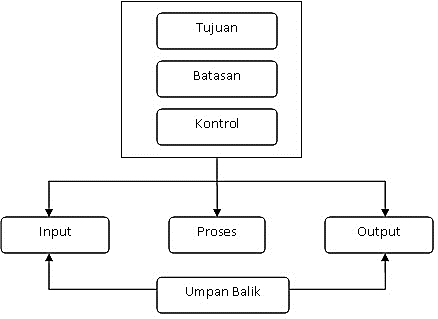 Tujuan
Batasan
Kontrol
Input
Proses
Output
Umpan Balik